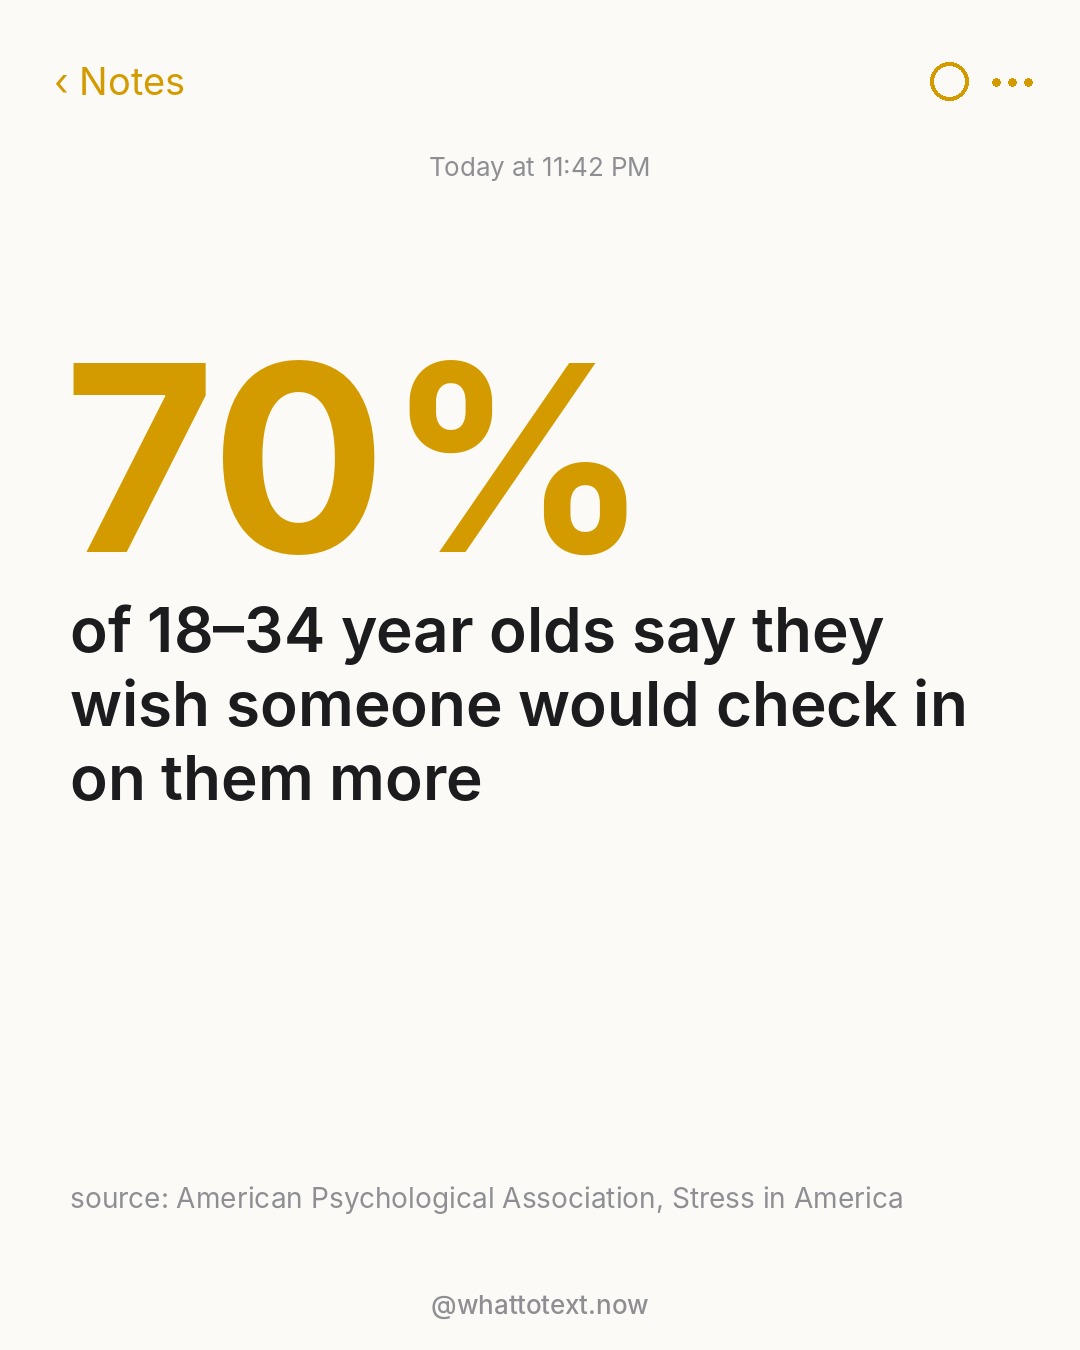 ‹ Notes
Today at 11:42 PM
70%
of 18–34 year olds say they
wish someone would check in
on them more
source: American Psychological Association, Stress in America
@whattotext.now